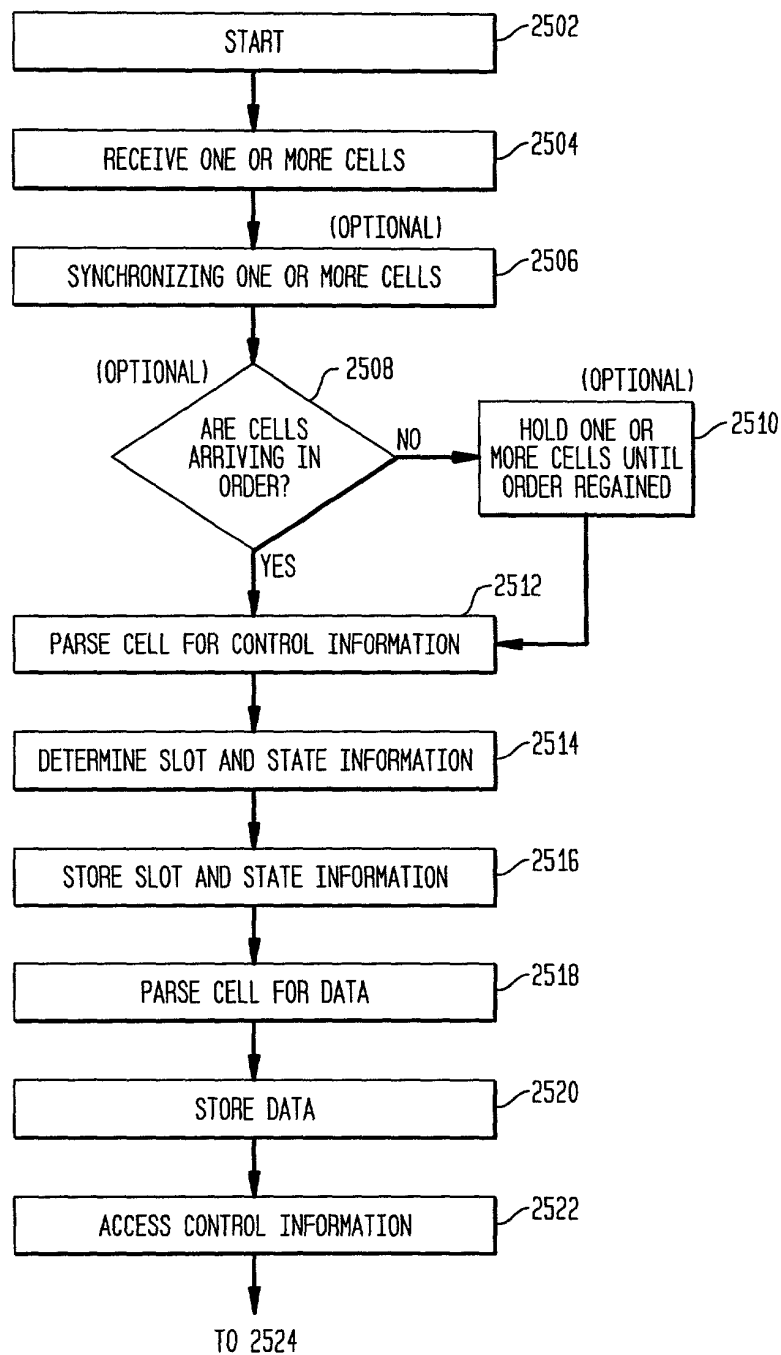 START
2502
RECEIVE ONE OR MORE CELLS
2504
(OPTIONAL)
SYNCHRONIZING ONE OR MORE CELLS
2506
(OPTIONAL)
2508
ARE CELLS
ARRIVING IN
ORDER?
NO
(OPTIONAL)
HOLD ONE OR
MORE CELLS UNTIL
ORDER REGAINED
2510
YES
2512
PARSE CELL FOR CONTROL INFORMATION
DETERMINE SLOT AND STATE INFORMATION
2514
STORE SLOT AND STATE INFORMATION
2516
PARSE CELL FOR DATA
2518
STORE DATA
2520
ACCESS CONTROL INFORMATION
2522
TO 2524